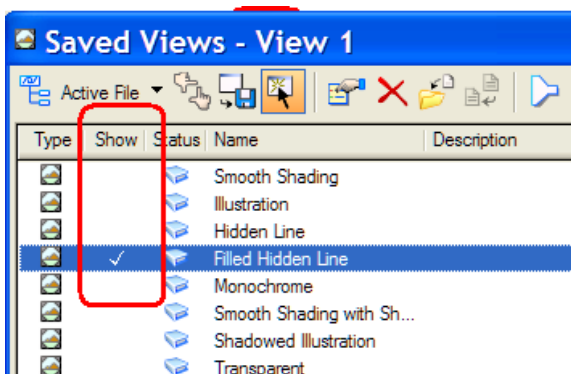 Saved Views - View 1
Active File
Type Show Status Name Description
Smooth Shading
Illustration
Hidden Line
Filled Hidden Line
Monochrome
Smooth Shading with Sh...
Shadowed Illustration
Transparent